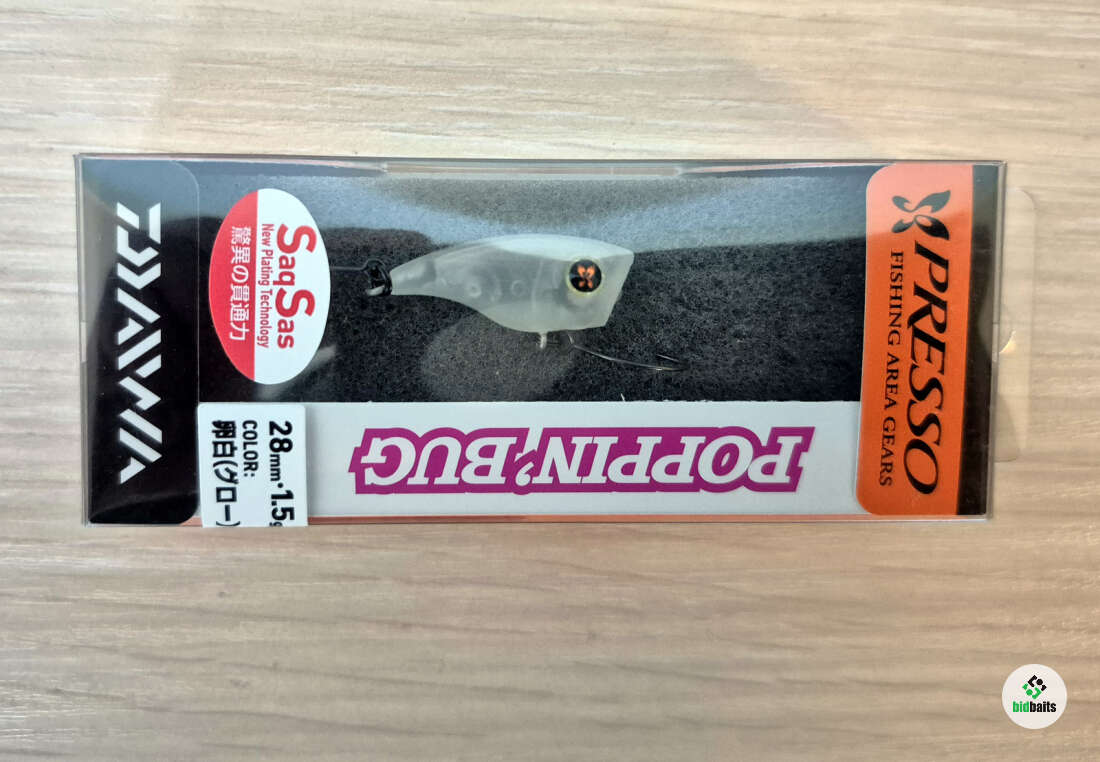 DAIWA
SaqSas
New Plating Technology
驚異の貫通力
28mm・1.5g
COLOR:
卵白(グロー)
POPPIN'BUG
PRESSO
FISHING AREA GEARS
bidbaits